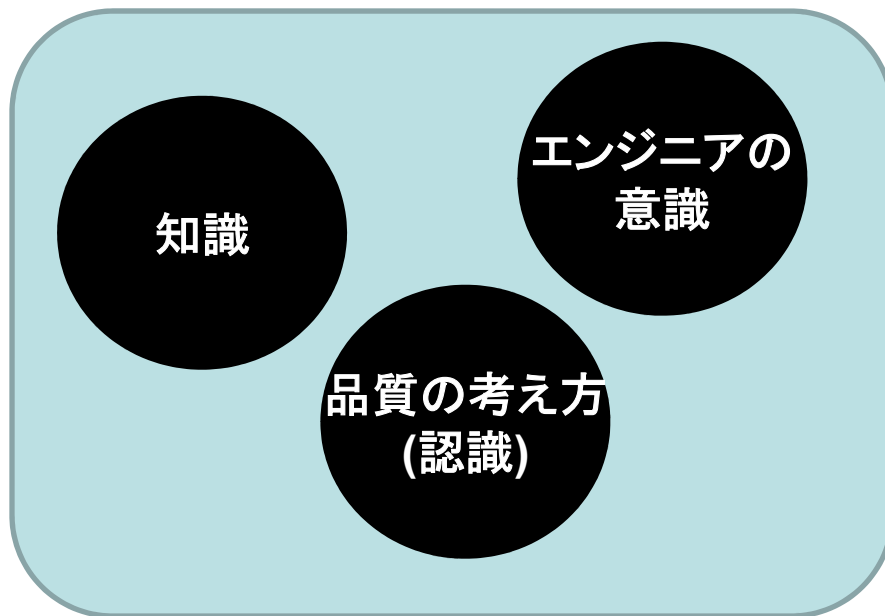 知識
エンジニアの
意識
品質の考え方
(認識)